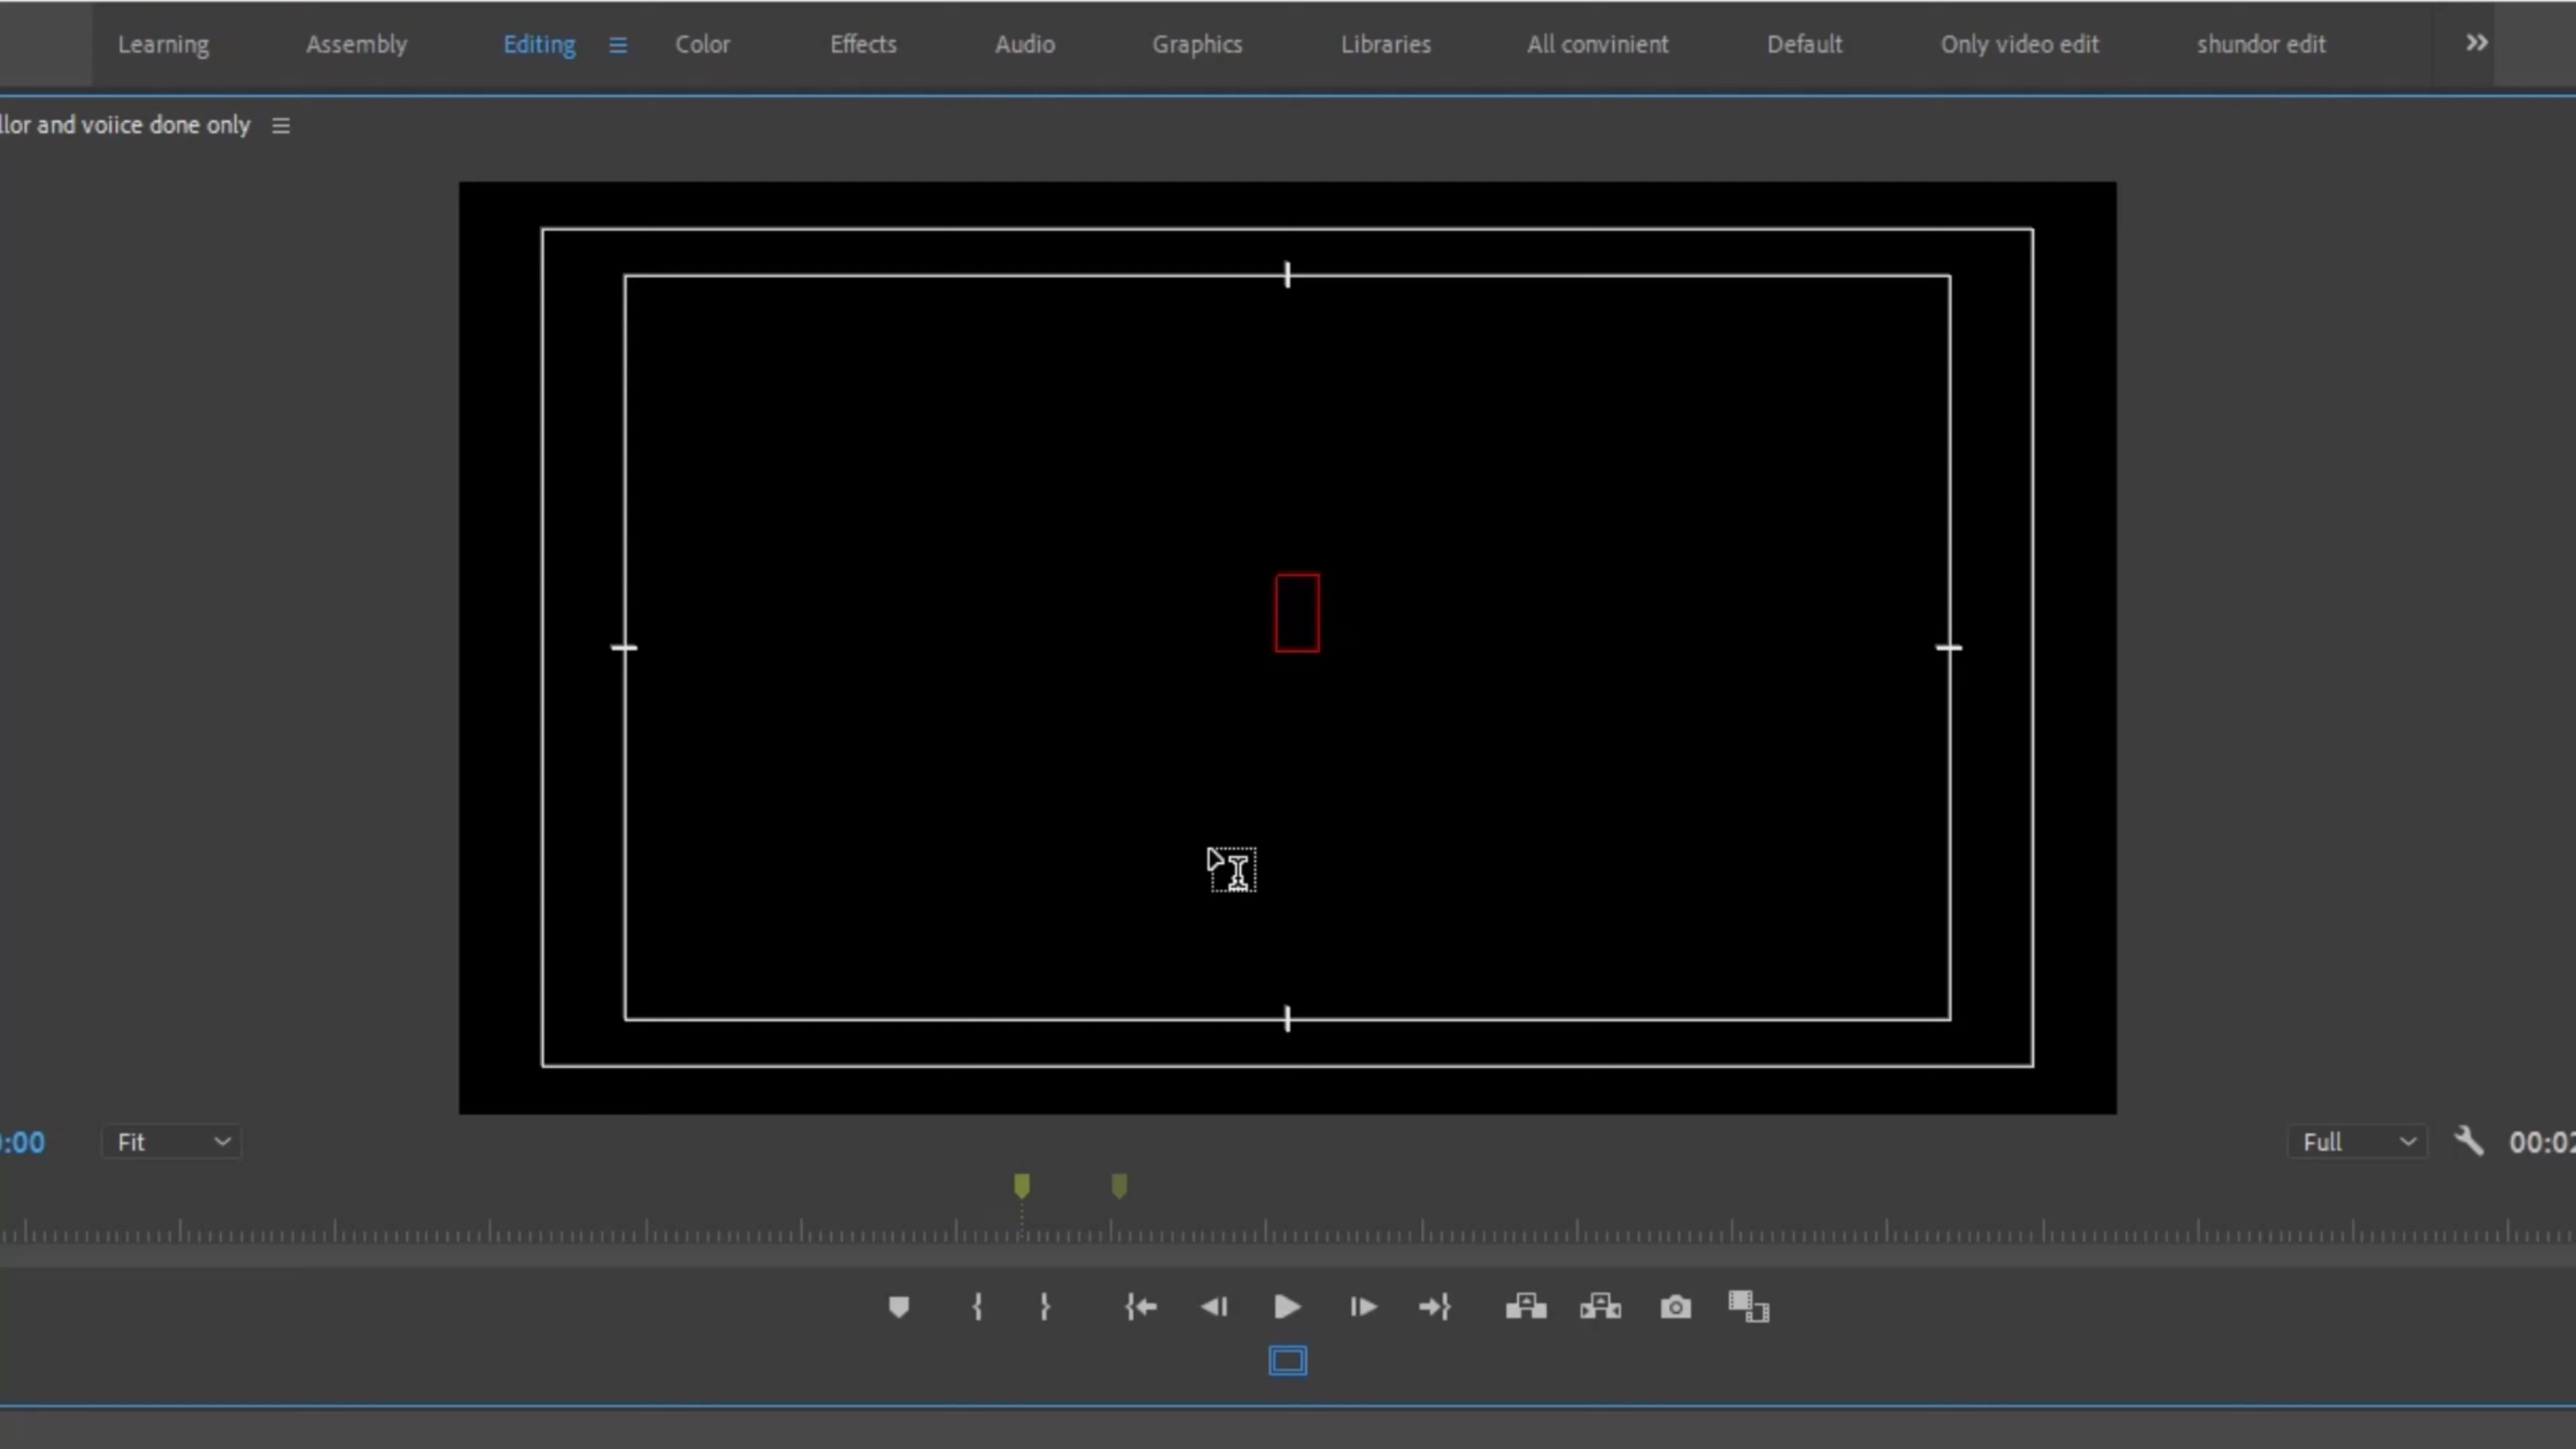 Learning Assembly Editing Color Effects Audio Graphics Libraries All convinient Default Only video edit shundor edit
llor and voiice done only
:00 Fit Full 00:02